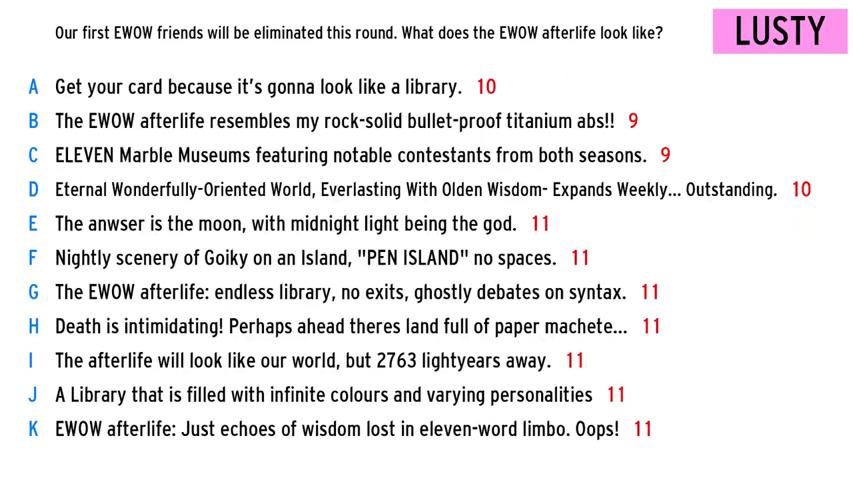 Our first EWOW friends will be eliminated this round. What does the EWOW afterlife look like?
LUSTY
A Get your card because it's gonna look like a library. 10
B The EWOW afterlife resembles my rock-solid bullet-proof titanium abs!! 9
C ELEVEN Marble Museums featuring notable contestants from both seasons. 9
D Eternal Wonderfully-Oriented World, Everlasting With Olden Wisdom- Expands Weekly... Outstanding. 10
E The anwser is the moon, with midnight light being the god. 11
F Nightly scenery of Goiky on an Island, "PEN ISLAND" no spaces. 11
G The EWOW afterlife: endless library, no exits, ghostly debates on syntax. 11
H Death is intimidating! Perhaps ahead theres land full of paper machete... 11
I The afterlife will look like our world, but 2763 lightyears away. 11
J A Library that is filled with infinite colours and varying personalities 11
K EWOW afterlife: Just echoes of wisdom lost in eleven-word limbo. Oops! 11